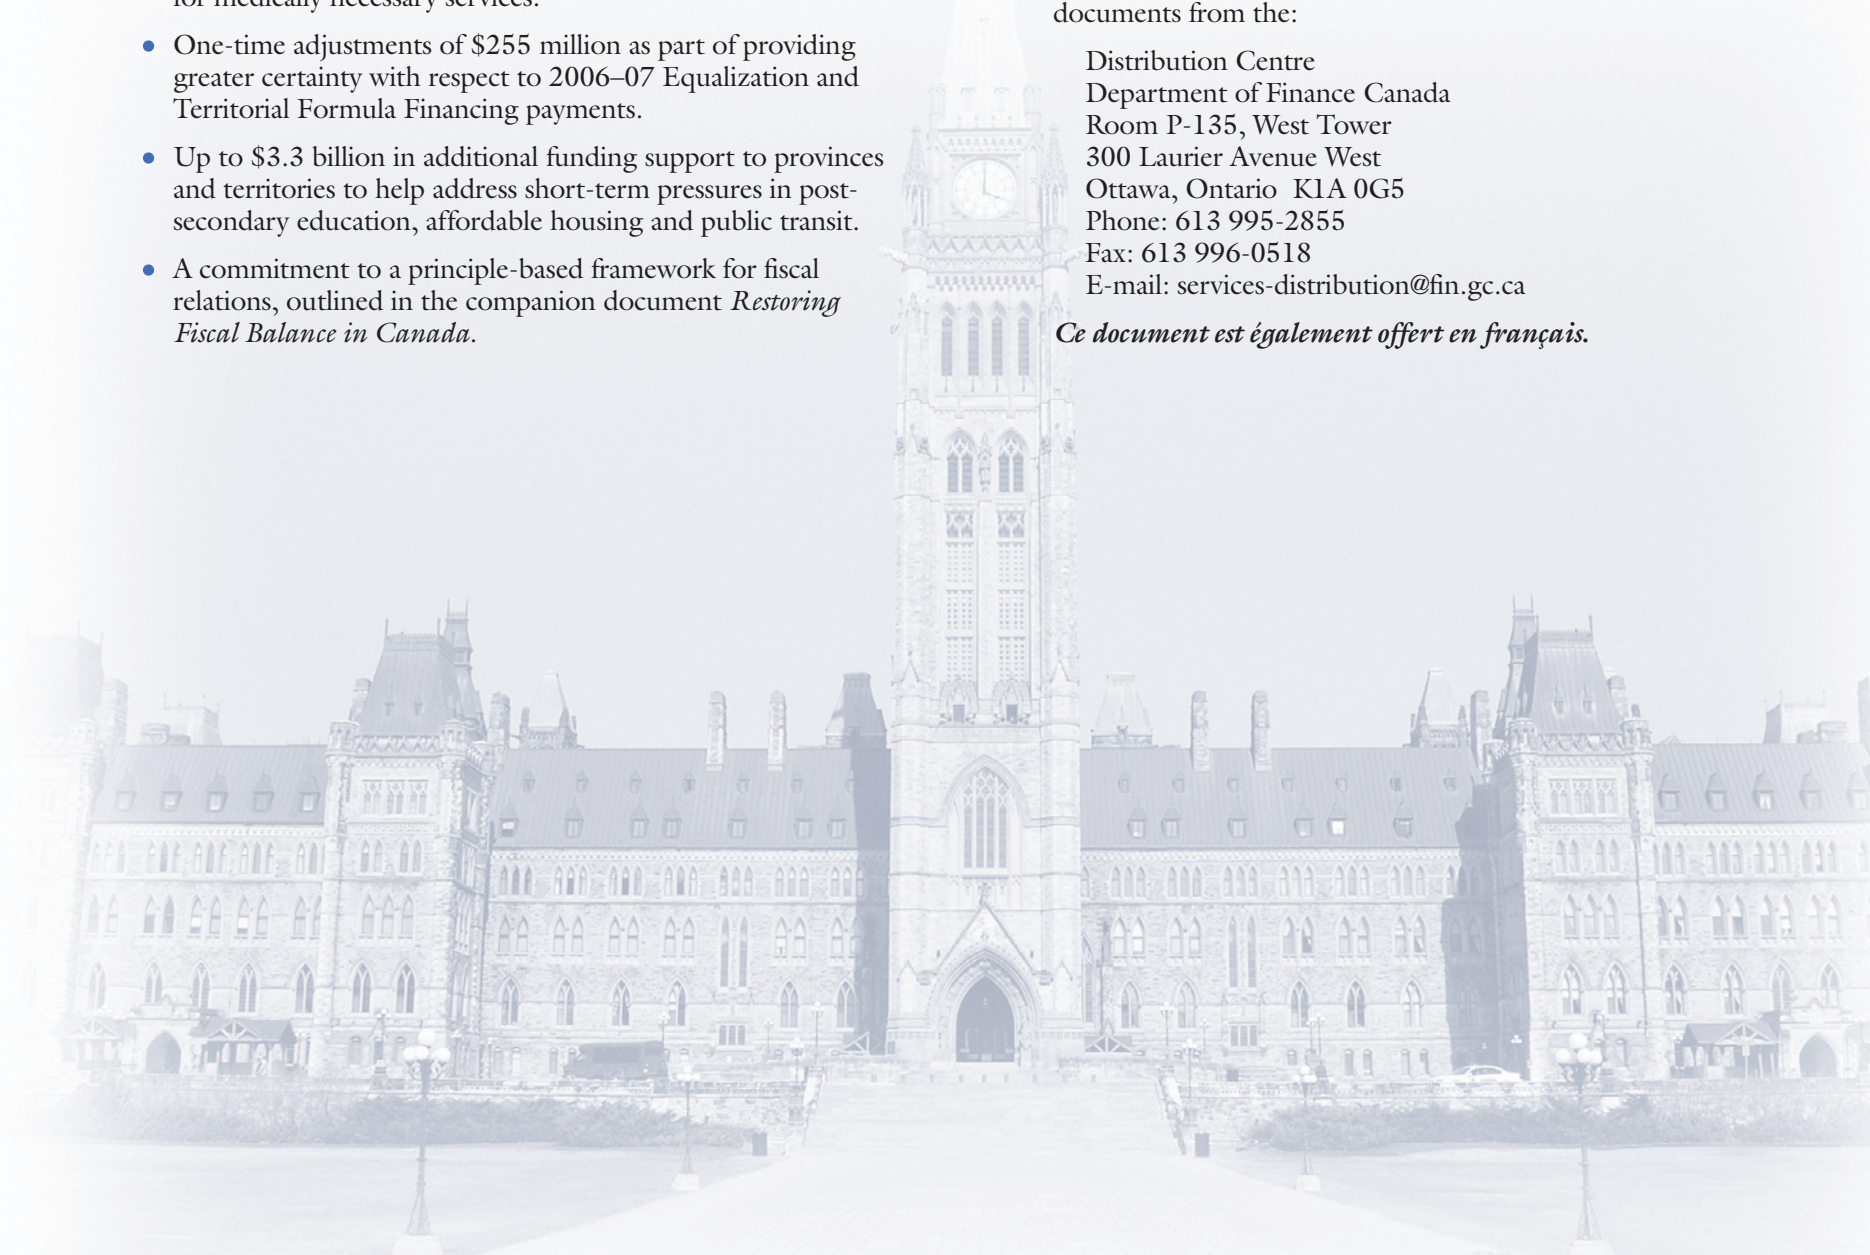 for medically necessary services.
• One-time adjustments of $255 million as part of providing
greater certainty with respect to 2006–07 Equalization and
Territorial Formula Financing payments.
• Up to $3.3 billion in additional funding support to provinces
and territories to help address short-term pressures in post-
secondary education, affordable housing and public transit.
• A commitment to a principle-based framework for fiscal
relations, outlined in the companion document Restoring
Fiscal Balance in Canada.
documents from the:
Distribution Centre
Department of Finance Canada
Room P-135, West Tower
300 Laurier Avenue West
Ottawa, Ontario  K1A 0G5
Phone: 613 995-2855
Fax: 613 996-0518
E-mail: services-distribution@fin.gc.ca
Ce document est également offert en français.